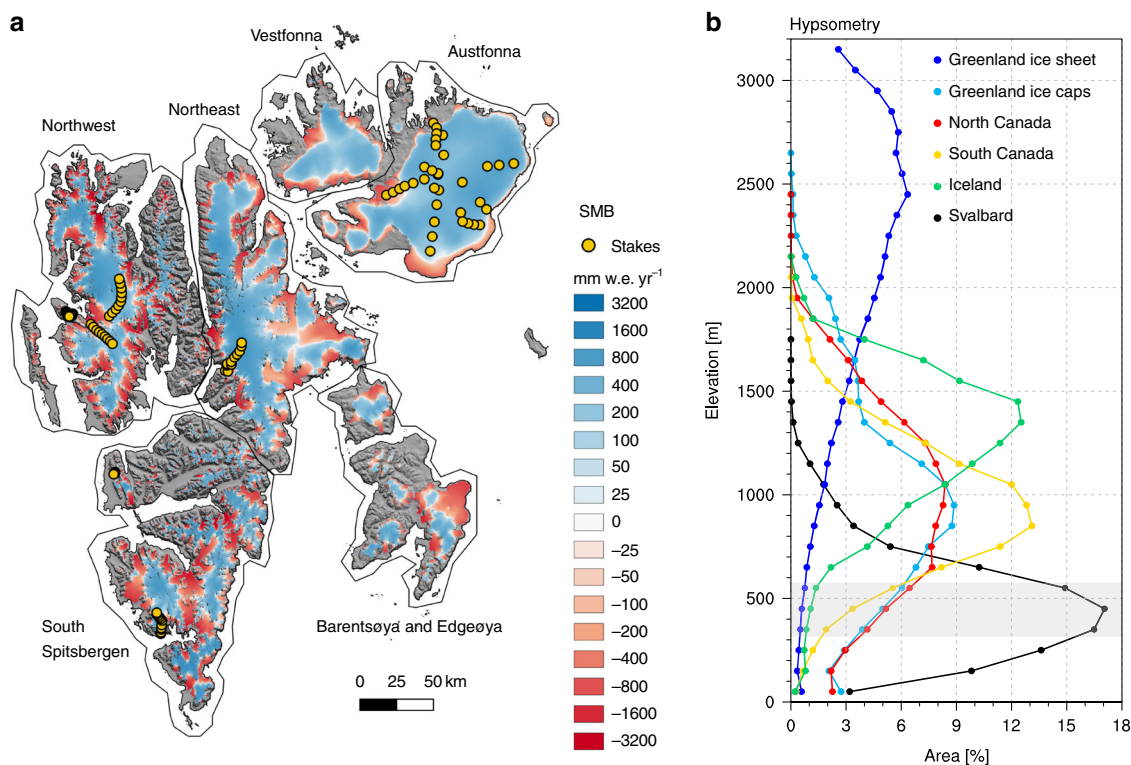 a
Vestfonna
Austfonna
Northeast
Northwest
South
Spitsbergen
Barentsøya and Edgeøya
0 25 50 km
SMB
Stakes
mm w.e. yr–1
3200
1600
800
400
200
100
50
25
0
–25
–50
–100
–200
–400
–800
–1600
–3200
b
Hypsometry
Greenland ice sheet
Greenland ice caps
North Canada
South Canada
Iceland
Svalbard
Elevation [m]
3000
2500
2000
1500
1000
500
0
0 3 6 9 12 15 18
Area [%]